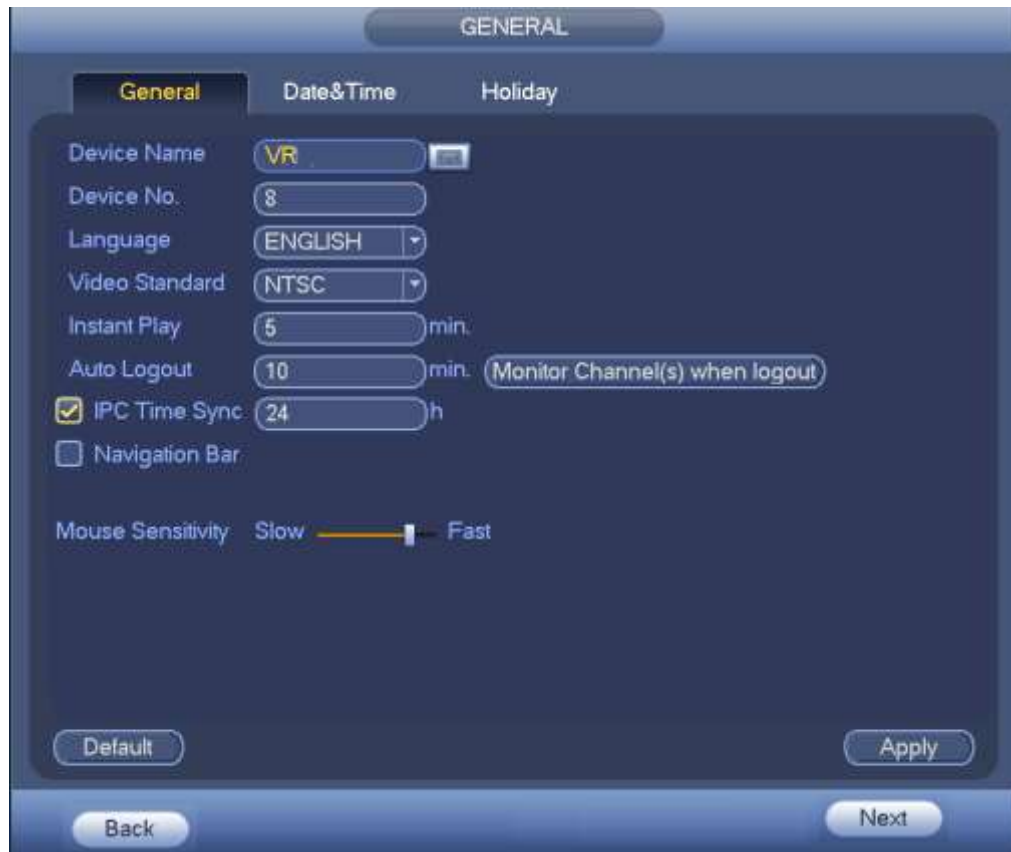 GENERAL
General Date&Time Holiday
Device Name VR
Device No. 8
Language ENGLISH
Video Standard NTSC
Instant Play 5 min.
Auto Logout 10 min. Monitor Channel(s) when logout
IPC Time Sync 24 h
Navigation Bar
Mouse Sensitivity Slow Fast
Default Apply
Back Next